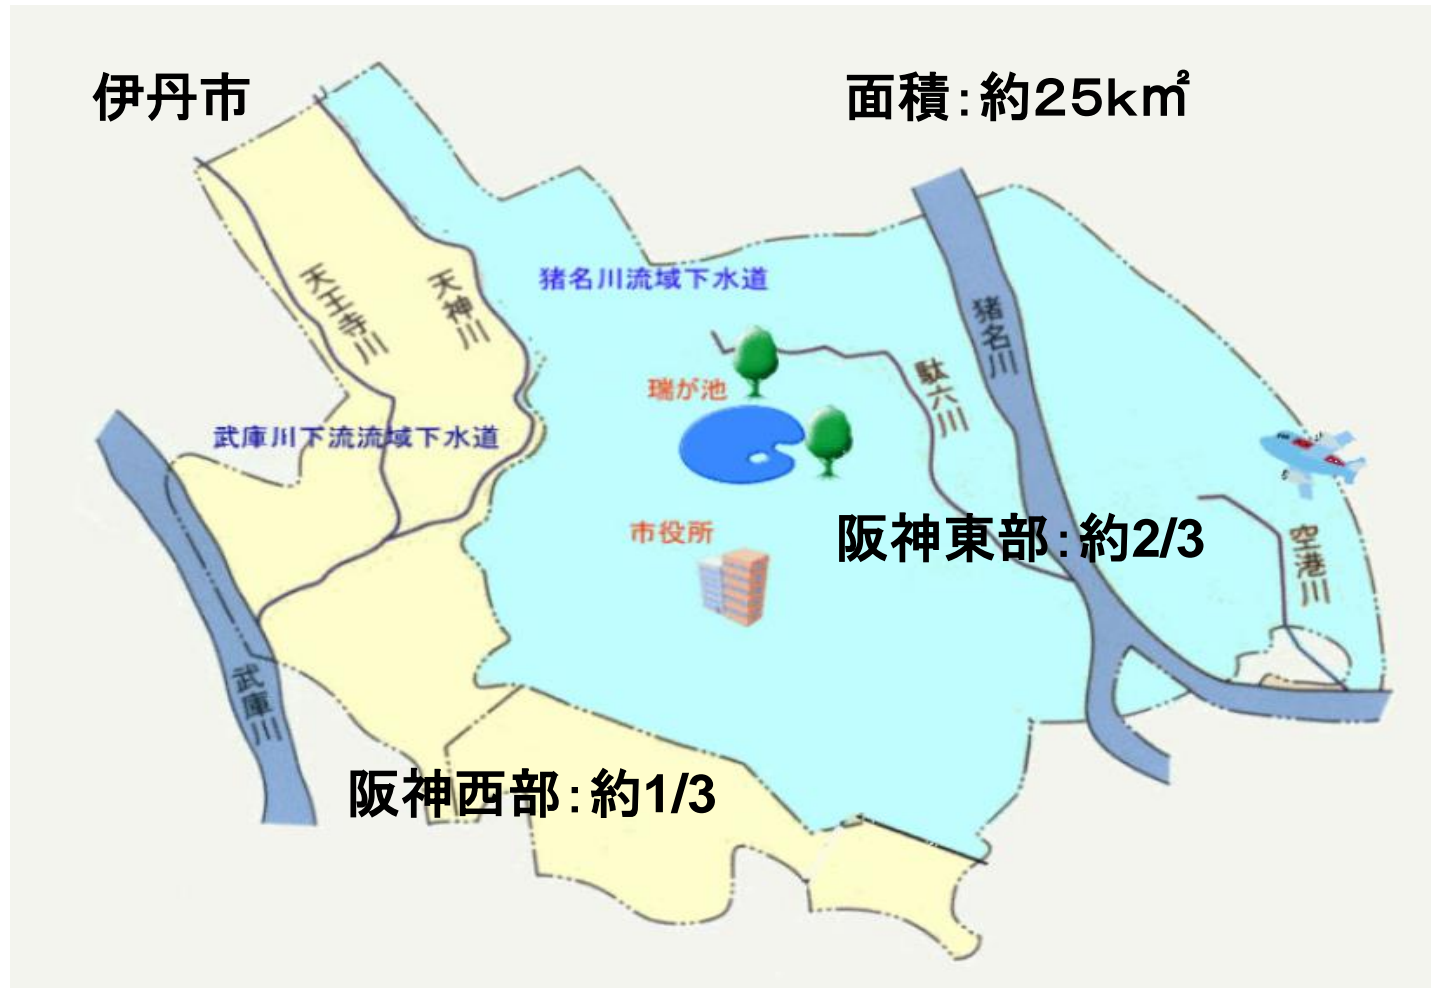 伊丹市
面積：約２５ｋ㎡
猪名川流域下水道
天王寺川
天神川
猪名川
駄六川
瑞が池
武庫川下流流域下水道
市役所
阪神東部：約2/3
空港川
武庫川
阪神西部：約1/3